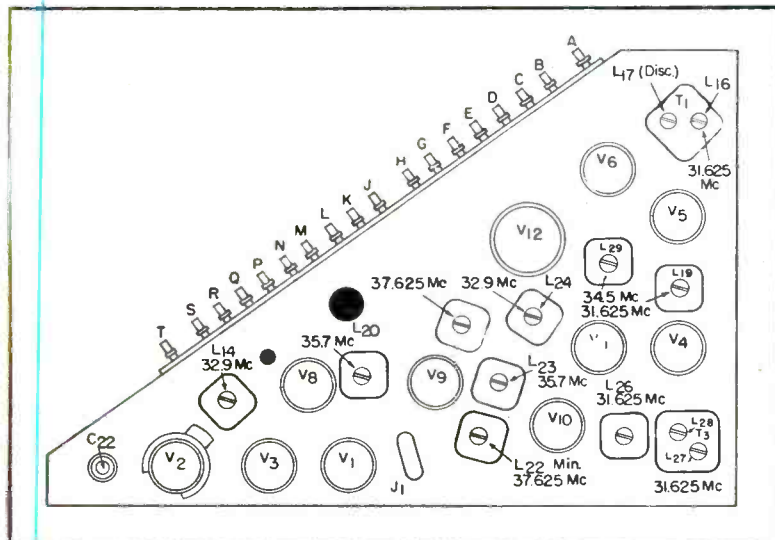 A
B
C
D
E
F
G
H
J
K
L
M
N
P
Q
R
S
T
L17 (Disc.)
L16
T1
31.625
Mc
V6
V5
V12
L29
34.5 Mc
L19
31.625 Mc
37.625 Mc
32.9 Mc
L24
L20
35.7 Mc
L14
32.9 Mc
V8
V9
L23
35.7 Mc
V4
L26
31.625 Mc
V10
L28
T3
L27
31.625 Mc
L22 Min.
37.625 Mc
C22
V2
V3
V1
J1